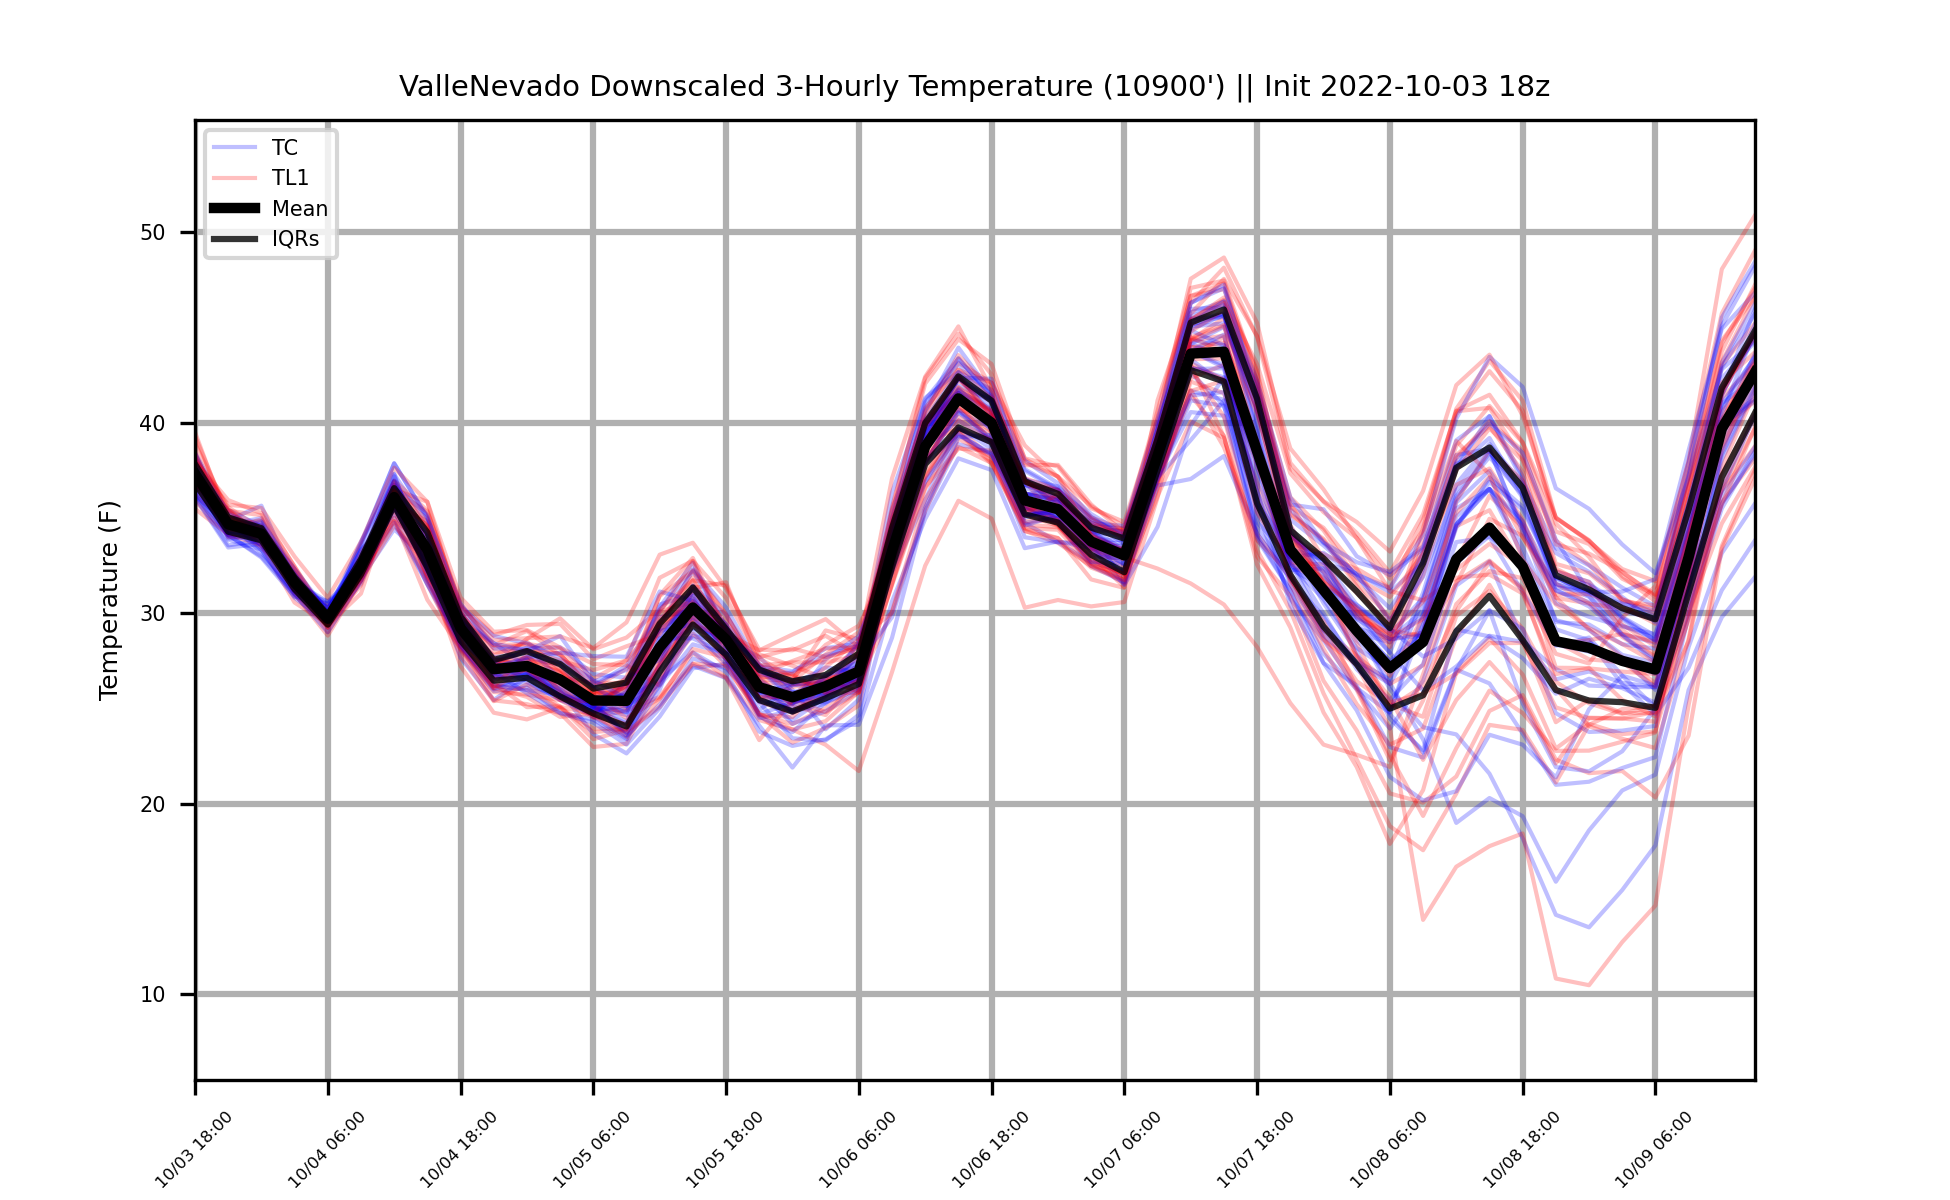 ValleNevado Downscaled 3-Hourly Temperature (10900') || Init 2022-10-03 18z
TC
TL1
Mean
IQRs
Temperature (F)
50
40
30
20
10
10/03 18:00
10/04 06:00
10/04 18:00
10/05 06:00
10/05 18:00
10/06 06:00
10/06 18:00
10/07 06:00
10/07 18:00
10/08 06:00
10/08 18:00
10/09 06:00